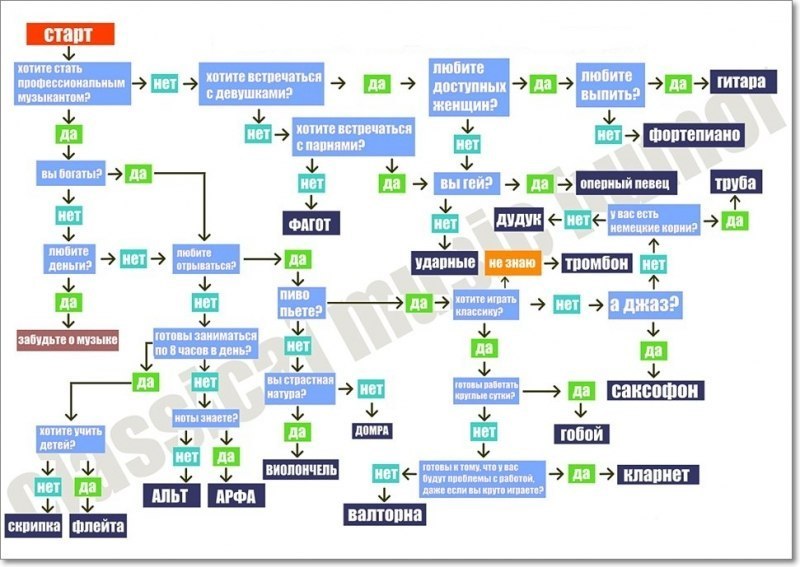 старт
хотите стать
профессиональным
музыкантом?
нет
хотите встречаться
с девушками?
да
любите
доступных
женщин?
да
любите
выпить?
да
гитара
нет
фортепиано
да
нет
хотите встречаться
с парнями?
нет
вы богаты?
да
нет
ФАГОТ
да
вы гей?
да
оперный певец
труба
нет
дудук
нет
у вас есть
немецкие корни?
да
нет
любите
деньги?
нет
любите
отрываться?
да
ударные
не знаю
тромбон
нет
да
забудьте о музыке
нет
пиво
пьете?
да
хотите играть
классику?
нет
а джаз?
готовы заниматься
по 8 часов в день?
нет
да
да
саксофон
да
нет
вы страстная
натура?
нет
домра
готовы работать
круглые сутки?
да
гобой
хотите учить
детей?
ноты знаете?
да
нет
нет
да
виолончель
нет
да
АЛЬТ
АРФА
скрипка
флейта
нет
готовы к тому, что у вас
будут проблемы с работой,
даже если вы круто играете?
да
кларнет
валторна
classical music humor